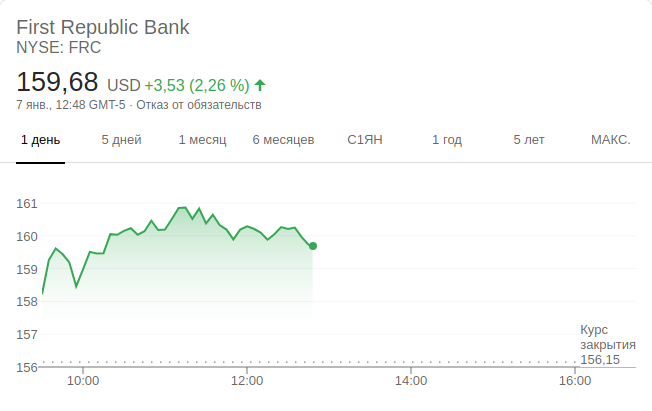 First Republic Bank
NYSE: FRC
159,68 USD +3,53 (2,26 %)
7 янв., 12:48 GMT-5 · Отказ от обязательств
1 день 5 дней 1 месяц 6 месяцев С1ЯН 1 год 5 лет МАКС.
161
160
159
158
157
Курс
закрытия
156,15
156
10:00 12:00 14:00 16:00